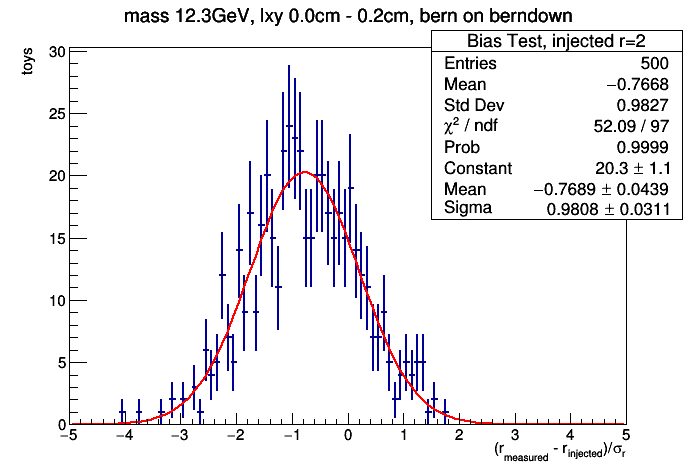 mass 12.3GeV, lxy 0.0cm - 0.2cm, bern on berndown
Bias Test, injected r=2
Entries 500
Mean −0.7668
Std Dev 0.9827
χ² / ndf 52.09 / 97
Prob 0.9999
Constant 20.3 ± 1.1
Mean −0.7689 ± 0.0439
Sigma 0.9808 ± 0.0311
toys
30
25
20
15
10
5
0
−5 −4 −3 −2 −1 0 1 2 3 4 5
(r_measured - r_injected)/σ_r